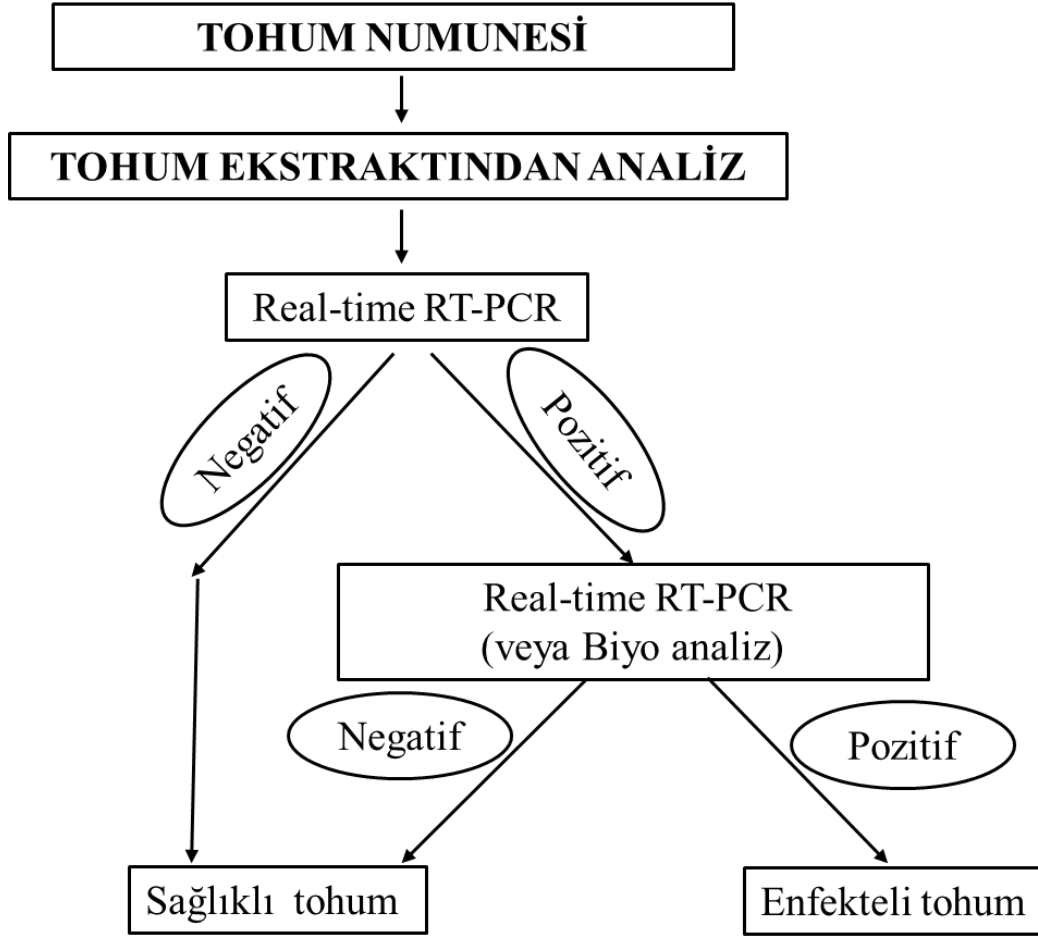 TOHUM NUMUNESİ
TOHUM EKSTRAKTINDAN ANALİZ
Real-time RT-PCR
Negatif
Pozitif
Real-time RT-PCR
(veya Biyo analiz)
Negatif
Pozitif
Sağlıklı tohum
Enfekteli tohum